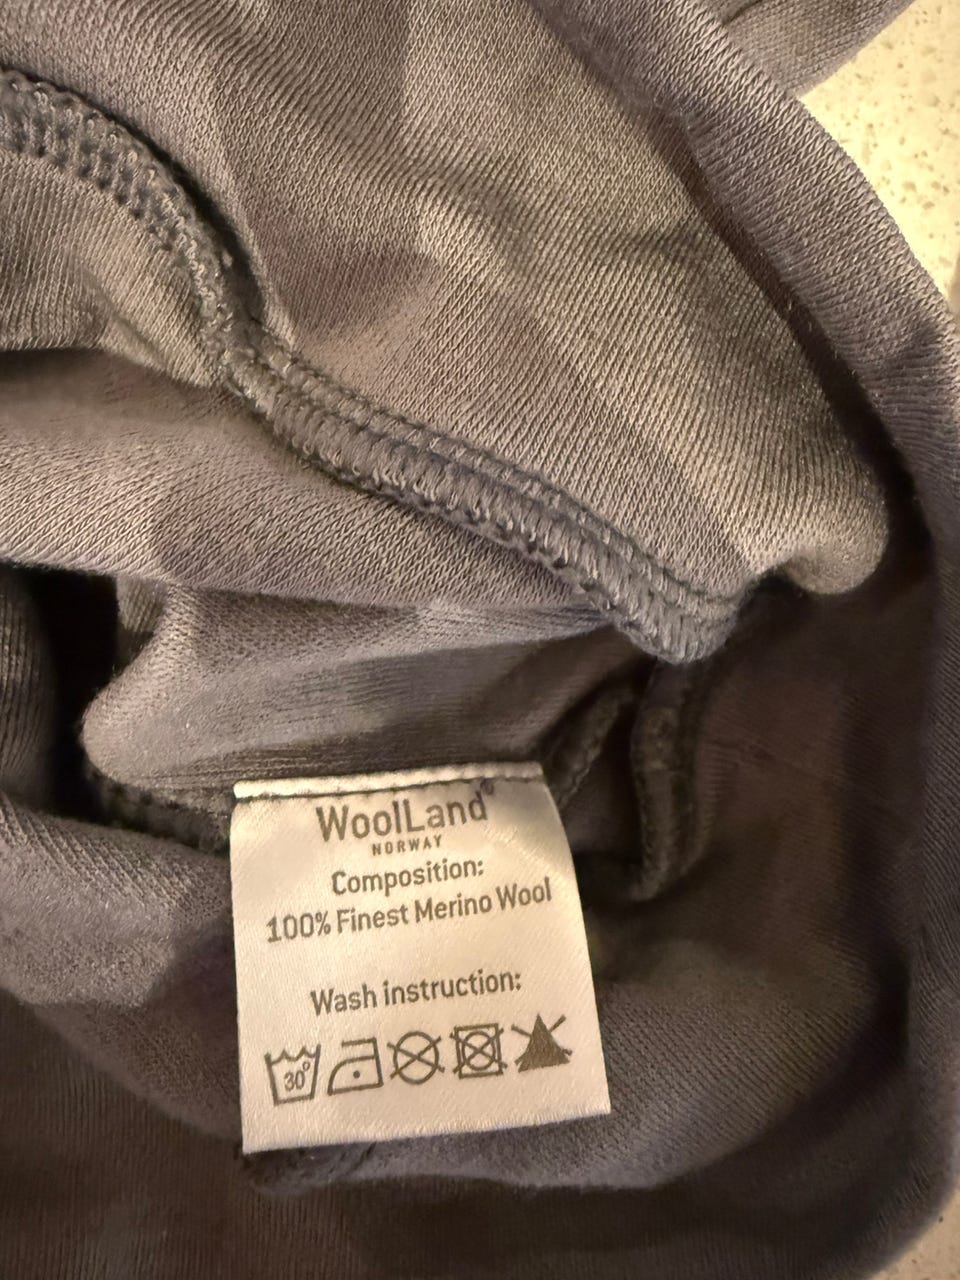 WoolLand®
NORWAY
Composition:
100% Finest Merino Wool
Wash instruction:
30°